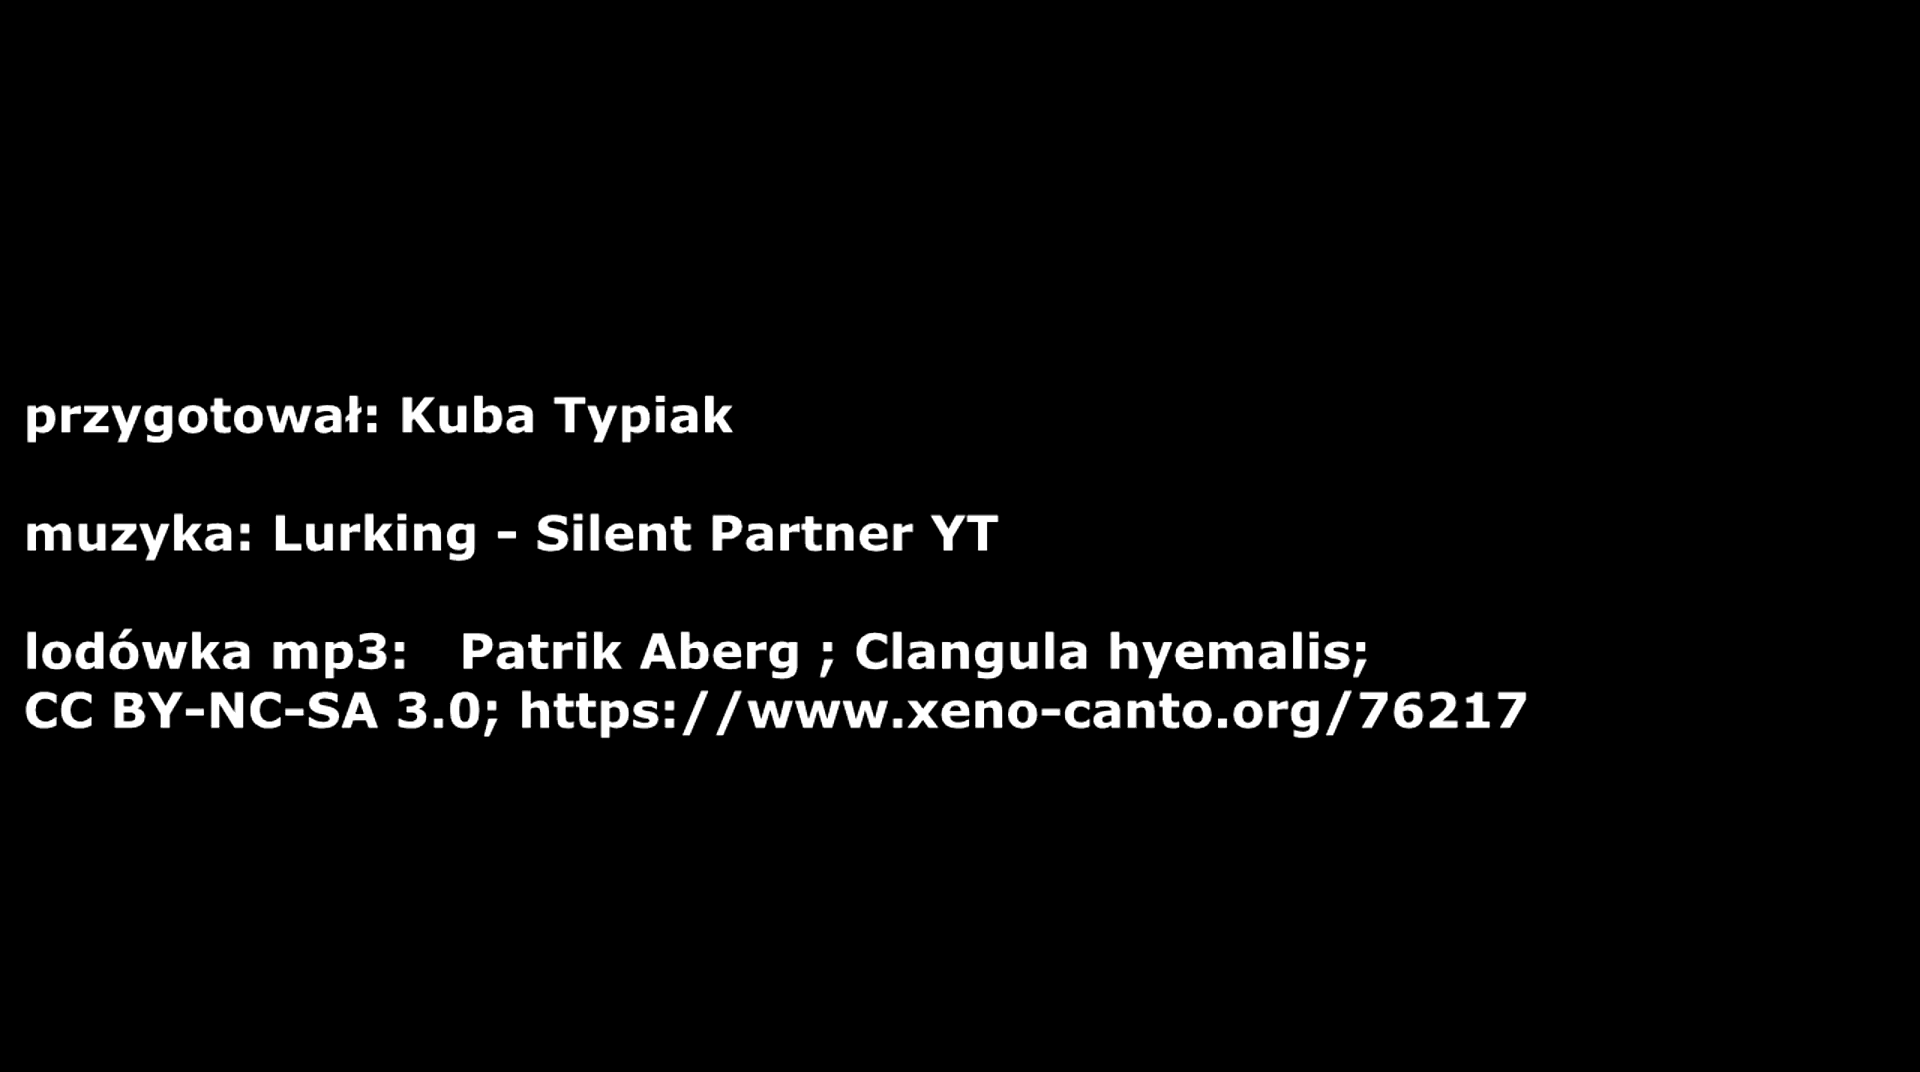 przygotował: Kuba Typiak
muzyka: Lurking - Silent Partner YT
lodówka mp3:   Patrik Aberg ; Clangula hyemalis;
CC BY-NC-SA 3.0; https://www.xeno-canto.org/76217